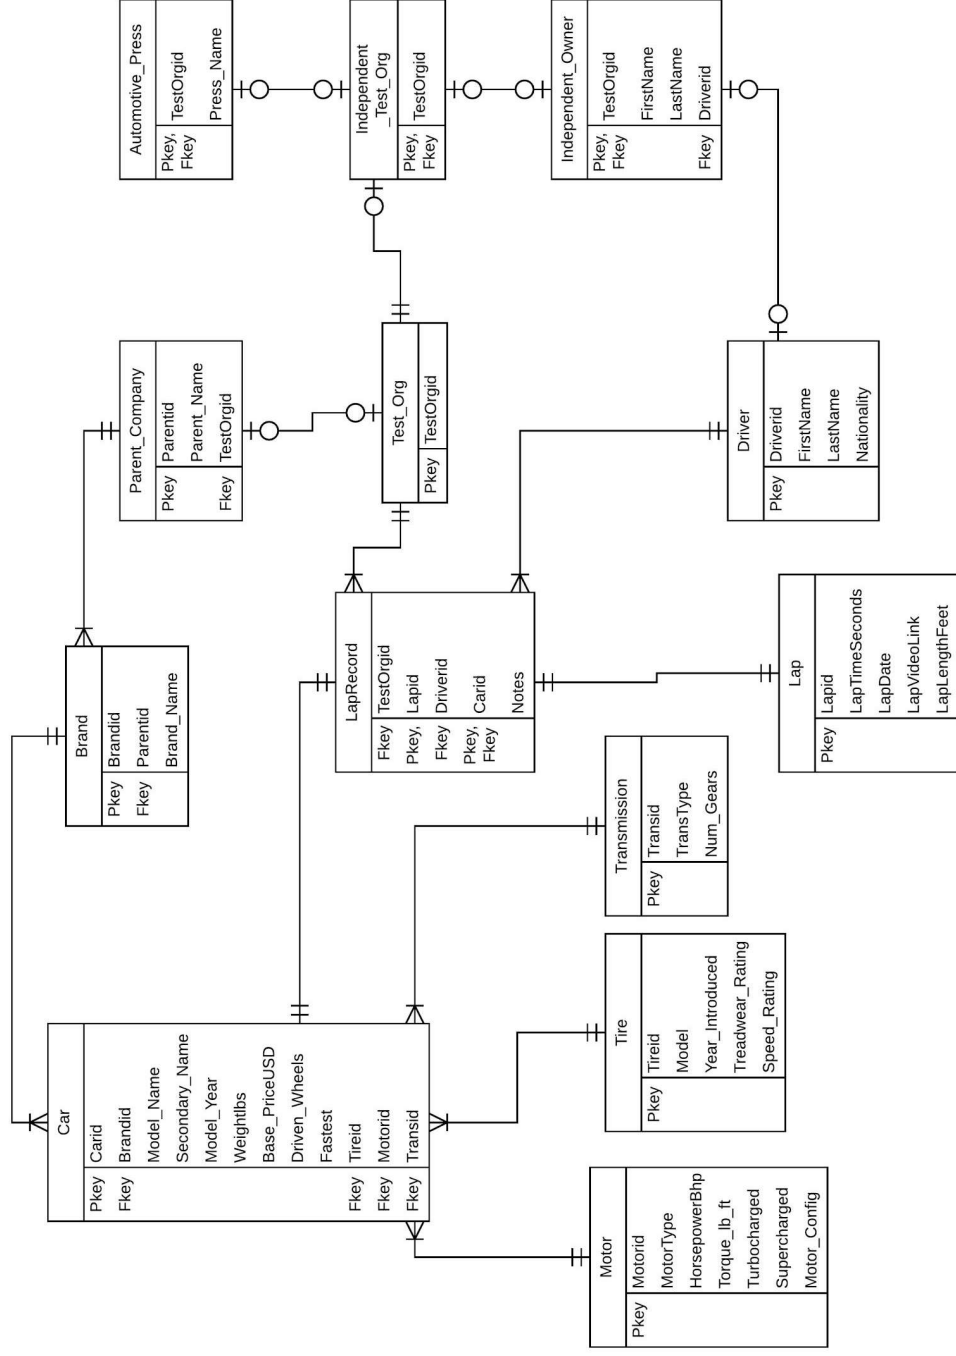 Car
Pkey Carid
Fkey Brandid
Model_Name
Secondary_Name
Model_Year
Weightlbs
Base_PriceUSD
Driven_Wheels
Fastest
Fkey Tireid
Fkey Motorid
Fkey Transid
Brand
Pkey Brandid
Fkey Parentid
Brand_Name
Parent_Company
Pkey Parentid
Parent_Name
Fkey TestOrgid
Automotive_Press
Pkey, TestOrgid
Fkey
Press_Name
LapRecord
Fkey TestOrgid
Pkey, Lapid
Fkey Driverid
Pkey, Carid
Fkey
Notes
Test_Org
Pkey TestOrgid
Independent
_Test_Org
Pkey, TestOrgid
Fkey
Independent_Owner
Pkey, TestOrgid
Fkey
FirstName
LastName
Fkey Driverid
Motor
Pkey Motorid
MotorType
HorsepowerBhp
Torque_lb_ft
Turbocharged
Supercharged
Motor_Config
Tire
Pkey Tireid
Model
Year_Introduced
Treadwear_Rating
Speed_Rating
Transmission
Pkey Transid
TransType
Num_Gears
Lap
Pkey Lapid
LapTimeSeconds
LapDate
LapVideoLink
LapLengthFeet
Driver
Pkey Driverid
FirstName
LastName
Nationality